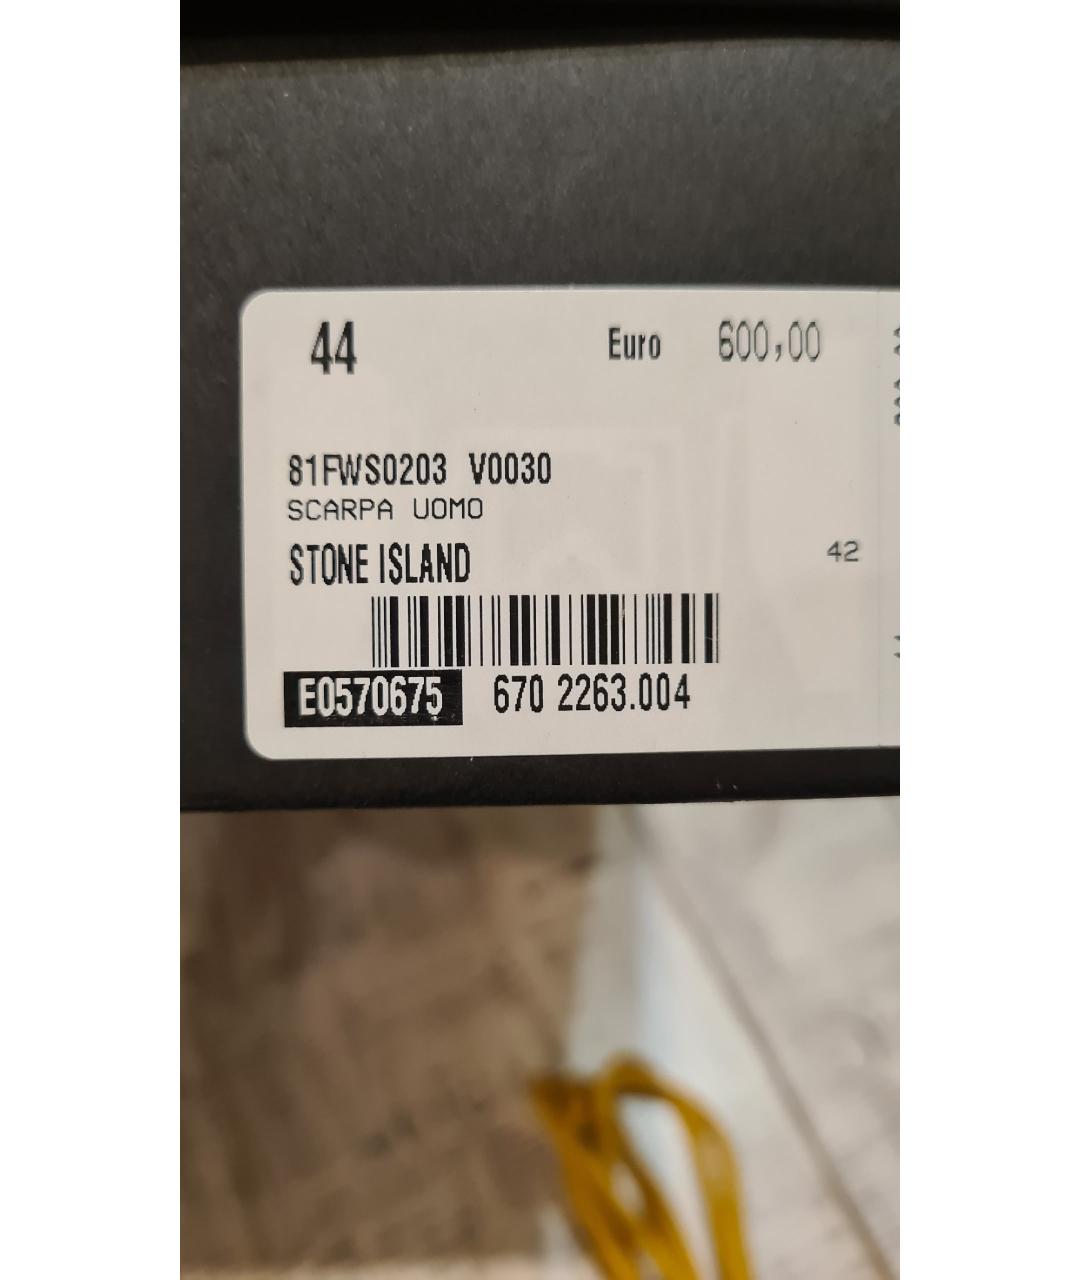 44 Euro 600,00
81FWS0203 V0030
SCARPA UOMO
STONE ISLAND 42
E0570675 670 2263.004